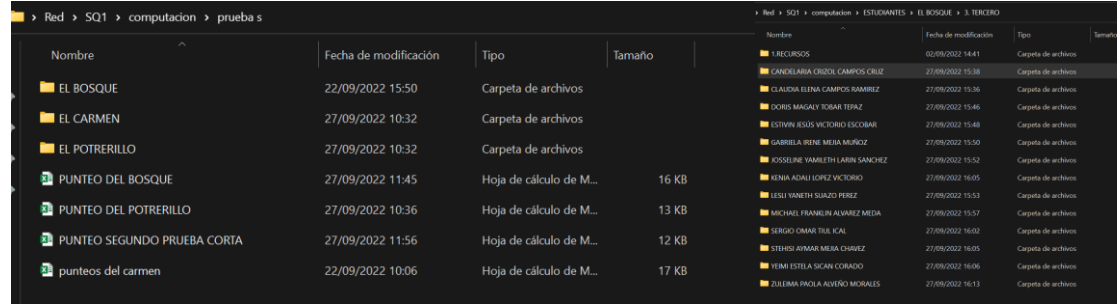 > Red > SQ1 > computacion > prueba s
Nombre Fecha de modificación Tipo Tamaño
EL BOSQUE 22/09/2022 15:50 Carpeta de archivos
EL CARMEN 27/09/2022 10:32 Carpeta de archivos
EL POTRERILLO 27/09/2022 10:32 Carpeta de archivos
PUNTEO DEL BOSQUE 27/09/2022 11:45 Hoja de cálculo de M... 16 KB
PUNTEO DEL POTRERILLO 27/09/2022 10:36 Hoja de cálculo de M... 13 KB
PUNTEO SEGUNDO PRUEBA CORTA 27/09/2022 11:56 Hoja de cálculo de M... 12 KB
punteos del carmen 22/09/2022 10:06 Hoja de cálculo de M... 17 KB
> Red > SQ1 > computacion > ESTUDIANTES > EL BOSQUE > 3. TERCERO
Nombre Fecha de modificación Tipo Tamaño
1.RECURSOS 02/09/2022 14:41 Carpeta de archivos
CANDELARIA CRIZOL CAMPOS CRUZ 27/09/2022 15:38 Carpeta de archivos
CLAUDIA ELENA CAMPOS RAMIREZ 27/09/2022 15:36 Carpeta de archivos
DORIS MAGALY TOBAR TEPAZ 27/09/2022 15:46 Carpeta de archivos
ESTIVIN JESÚS VICTORIO ESCOBAR 27/09/2022 15:48 Carpeta de archivos
GABRIELA IRENE MEJIA MUÑOZ 27/09/2022 15:50 Carpeta de archivos
JOSSELINE YAMILETH LARIN SANCHEZ 27/09/2022 15:52 Carpeta de archivos
KENIA ADALI LOPEZ VICTORIO 27/09/2022 16:05 Carpeta de archivos
LESLI YANETH SUAZO PEREZ 27/09/2022 15:53 Carpeta de archivos
MICHAEL FRANKLIN ALVAREZ MEDA 27/09/2022 15:57 Carpeta de archivos
SERGIO OMAR TIUL ICAL 27/09/2022 16:02 Carpeta de archivos
STEHISI AYMAR MEJIA CHAVEZ 27/09/2022 16:05 Carpeta de archivos
YEIMI ESTELA SICAN CORADO 27/09/2022 16:06 Carpeta de archivos
ZULEIMA PAOLA ALVEÑO MORALES 27/09/2022 16:13 Carpeta de archivos